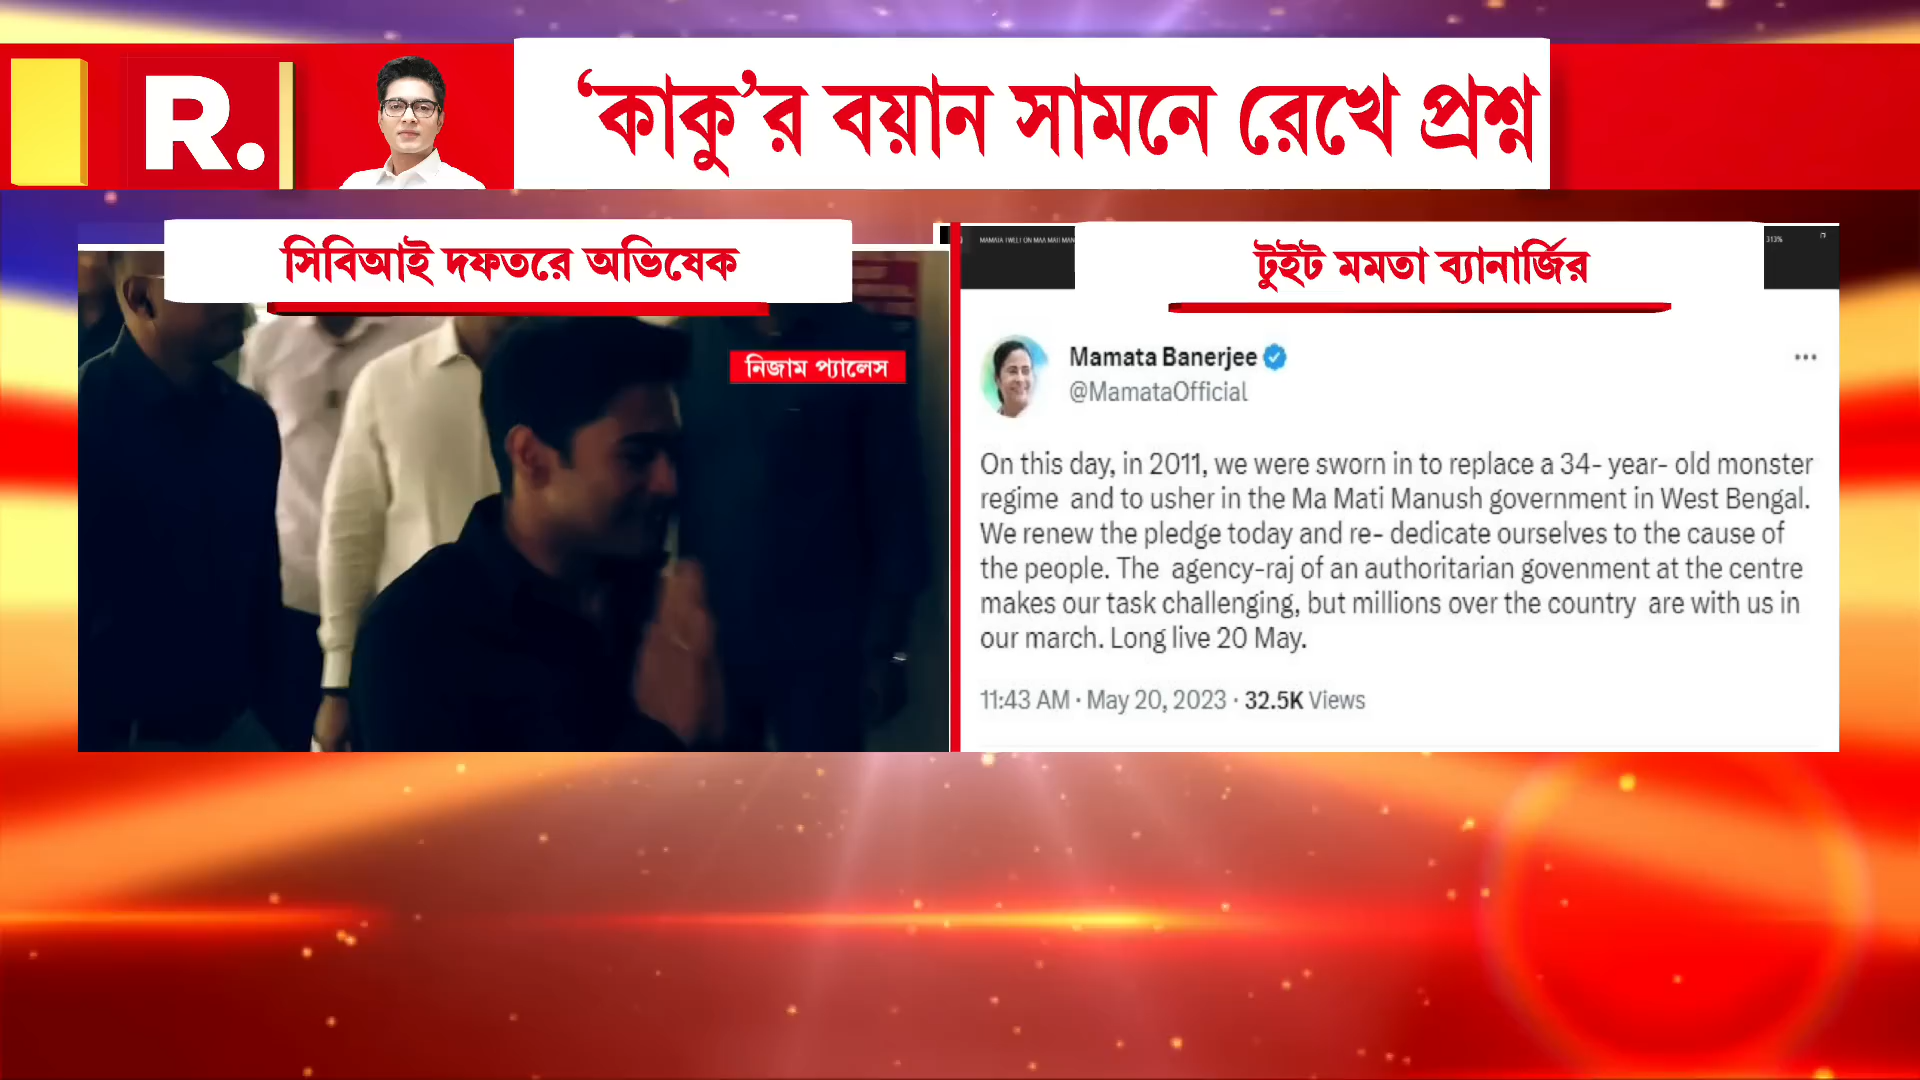 R.
‘কাকু’র বয়ান সামনে রেখে প্রশ্ন
সিবিআই দফতরে অভিষেক
নিজাম প্যালেস
টুইট মমতা ব্যানার্জির
313%
Mamata Banerjee
@MamataOfficial
On this day, in 2011, we were sworn in to replace a 34- year- old monster
regime and to usher in the Ma Mati Manush government in West Bengal.
We renew the pledge today and re- dedicate ourselves to the cause of
the people. The agency-raj of an authoritarian govenment at the centre
makes our task challenging, but millions over the country are with us in
our march. Long live 20 May.
11:43 AM · May 20, 2023 · 32.5K Views